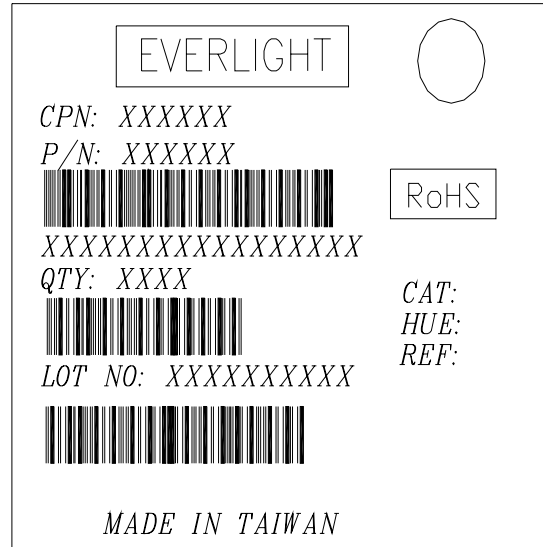 EVERLIGHT
CPN: XXXXXX
P/N: XXXXXX
RoHS
XXXXXXXXXXXXXXXXX
QTY: XXXX
CAT:
HUE:
REF:
LOT NO: XXXXXXXXXX
MADE IN TAIWAN